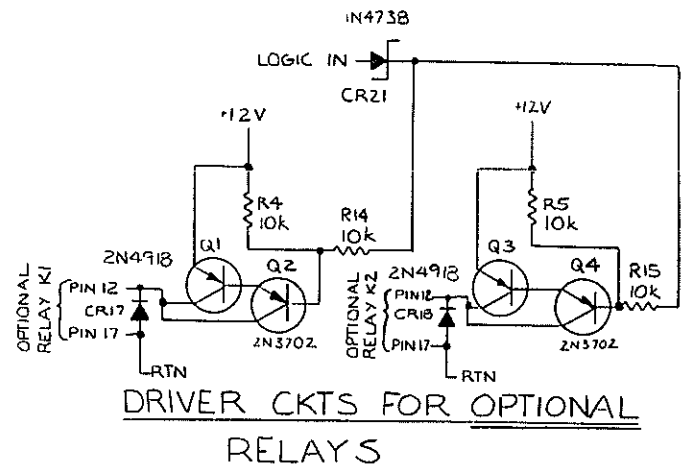 1N4738
LOGIC IN
CR21
+12V
+12V
R4
10k
R14
10k
R5
10k
Q1
Q2
2N4918
2N3702
OPTIONAL
RELAY K1
PIN 12
CR17
PIN 17
RTN
Q3
Q4
2N4918
R15
10k
2N3702
OPTIONAL
RELAY K2
PIN12
CR18
PIN17
RTN
DRIVER CKTS FOR OPTIONAL
RELAYS